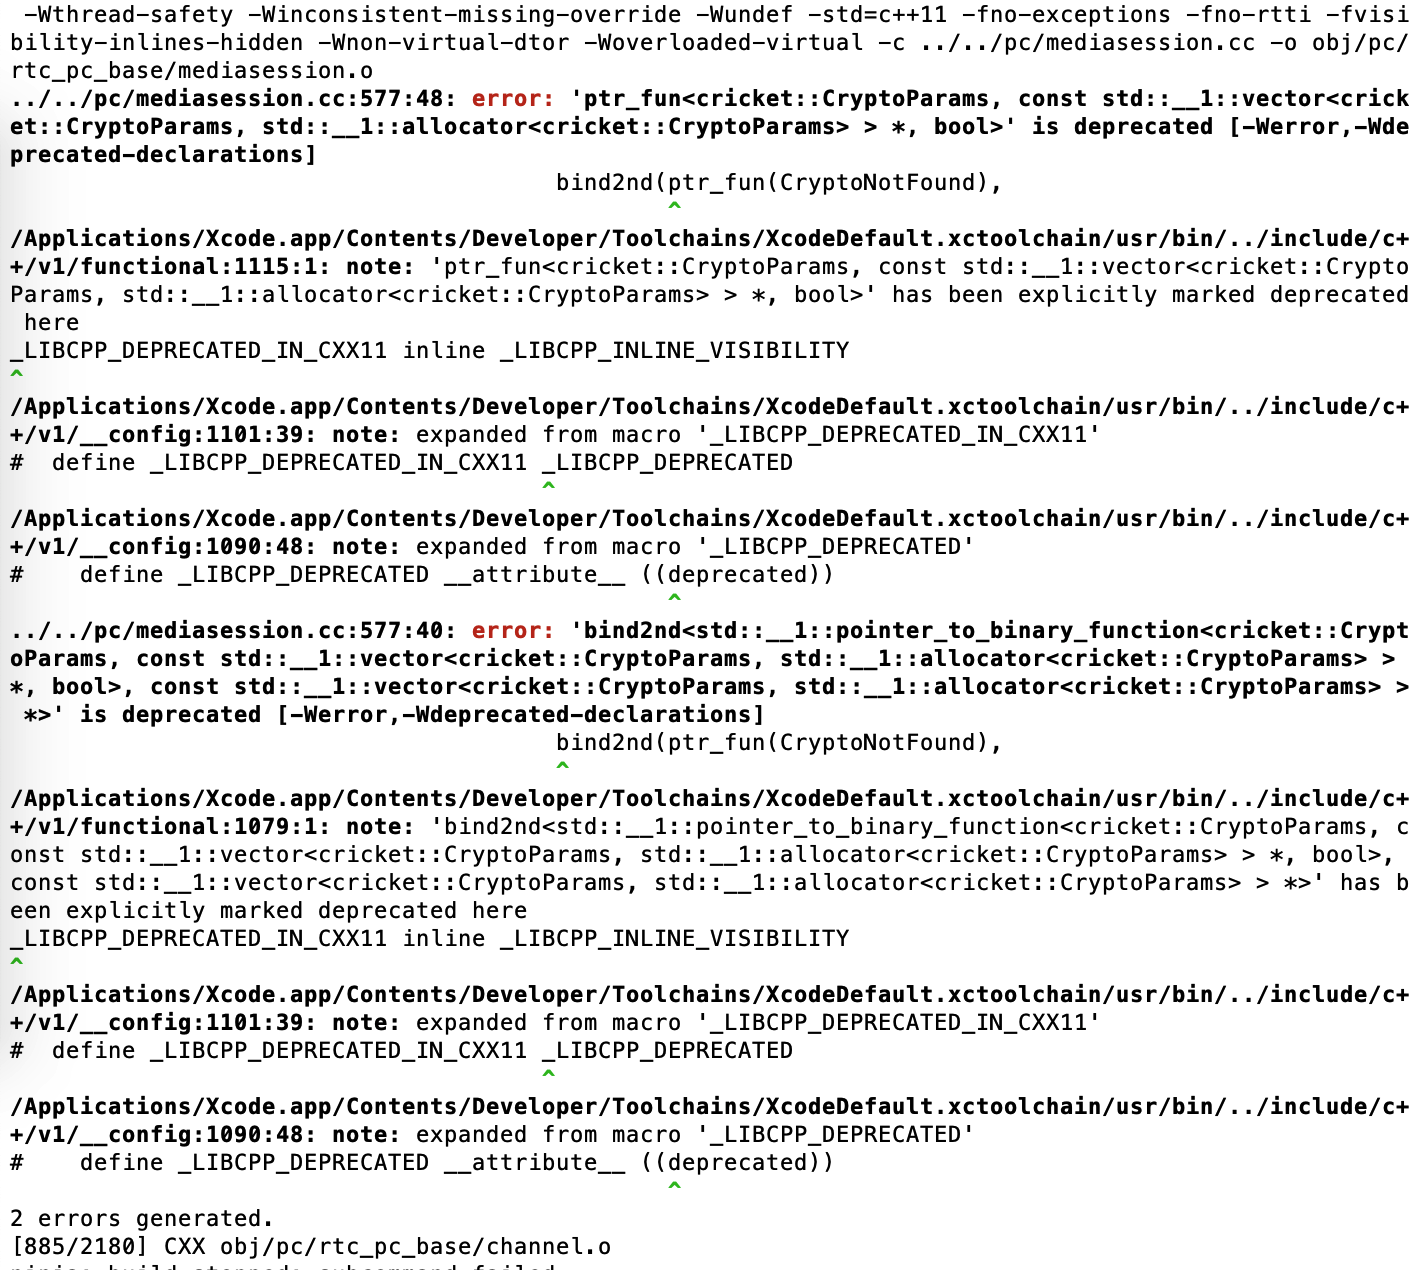 -Wthread-safety -Winconsistent-missing-override -Wundef -std=c++11 -fno-exceptions -fno-rtti -fvisi
bility-inlines-hidden -Wnon-virtual-dtor -Woverloaded-virtual -c ../../pc/mediasession.cc -o obj/pc/
rtc_pc_base/mediasession.o
../../pc/mediasession.cc:577:48: error: 'ptr_fun<cricket::CryptoParams, const std::__1::vector<crick
et::CryptoParams, std::__1::allocator<cricket::CryptoParams> > *, bool>' is deprecated [-Werror,-Wde
precated-declarations]
bind2nd(ptr_fun(CryptoNotFound),
^
/Applications/Xcode.app/Contents/Developer/Toolchains/XcodeDefault.xctoolchain/usr/bin/../include/c+
+/v1/functional:1115:1: note: 'ptr_fun<cricket::CryptoParams, const std::__1::vector<cricket::Crypto
Params, std::__1::allocator<cricket::CryptoParams> > *, bool>' has been explicitly marked deprecated
here
_LIBCPP_DEPRECATED_IN_CXX11 inline _LIBCPP_INLINE_VISIBILITY
^
/Applications/Xcode.app/Contents/Developer/Toolchains/XcodeDefault.xctoolchain/usr/bin/../include/c+
+/v1/__config:1101:39: note: expanded from macro '_LIBCPP_DEPRECATED_IN_CXX11'
#  define _LIBCPP_DEPRECATED_IN_CXX11 _LIBCPP_DEPRECATED
^
/Applications/Xcode.app/Contents/Developer/Toolchains/XcodeDefault.xctoolchain/usr/bin/../include/c+
+/v1/__config:1090:48: note: expanded from macro '_LIBCPP_DEPRECATED'
#    define _LIBCPP_DEPRECATED __attribute__ ((deprecated))
^
../../pc/mediasession.cc:577:40: error: 'bind2nd<std::__1::pointer_to_binary_function<cricket::Crypt
oParams, const std::__1::vector<cricket::CryptoParams, std::__1::allocator<cricket::CryptoParams> >
*, bool>, const std::__1::vector<cricket::CryptoParams, std::__1::allocator<cricket::CryptoParams> >
*>' is deprecated [-Werror,-Wdeprecated-declarations]
bind2nd(ptr_fun(CryptoNotFound),
^
/Applications/Xcode.app/Contents/Developer/Toolchains/XcodeDefault.xctoolchain/usr/bin/../include/c+
+/v1/functional:1079:1: note: 'bind2nd<std::__1::pointer_to_binary_function<cricket::CryptoParams, c
onst std::__1::vector<cricket::CryptoParams, std::__1::allocator<cricket::CryptoParams> > *, bool>,
const std::__1::vector<cricket::CryptoParams, std::__1::allocator<cricket::CryptoParams> > *>' has b
een explicitly marked deprecated here
_LIBCPP_DEPRECATED_IN_CXX11 inline _LIBCPP_INLINE_VISIBILITY
^
/Applications/Xcode.app/Contents/Developer/Toolchains/XcodeDefault.xctoolchain/usr/bin/../include/c+
+/v1/__config:1101:39: note: expanded from macro '_LIBCPP_DEPRECATED_IN_CXX11'
#  define _LIBCPP_DEPRECATED_IN_CXX11 _LIBCPP_DEPRECATED
^
/Applications/Xcode.app/Contents/Developer/Toolchains/XcodeDefault.xctoolchain/usr/bin/../include/c+
+/v1/__config:1090:48: note: expanded from macro '_LIBCPP_DEPRECATED'
#    define _LIBCPP_DEPRECATED __attribute__ ((deprecated))
^
2 errors generated.
[885/2180] CXX obj/pc/rtc_pc_base/channel.o
ninja: build stopped: subcommand failed